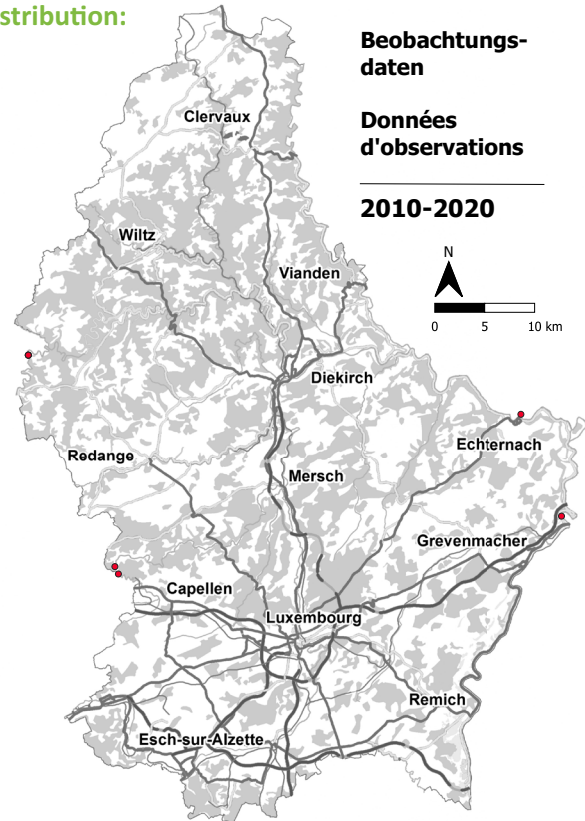 stribution:
Beobachtungs-
daten
Données
d'observations
2010-2020
N
0 5 10 km
Clervaux
Wiltz
Vianden
Diekirch
Echternach
Redange
Mersch
Grevenmacher
Capellen
Luxembourg
Remich
Esch-sur-Alzette